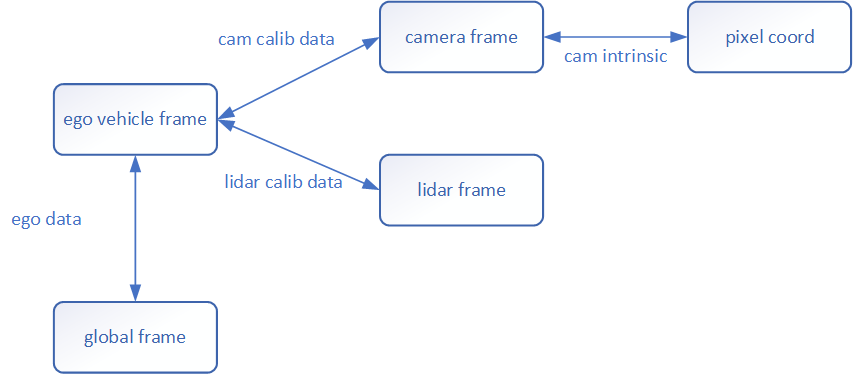 camera frame
pixel coord
cam calib data
cam intrinsic
ego vehicle frame
lidar calib data
lidar frame
ego data
global frame